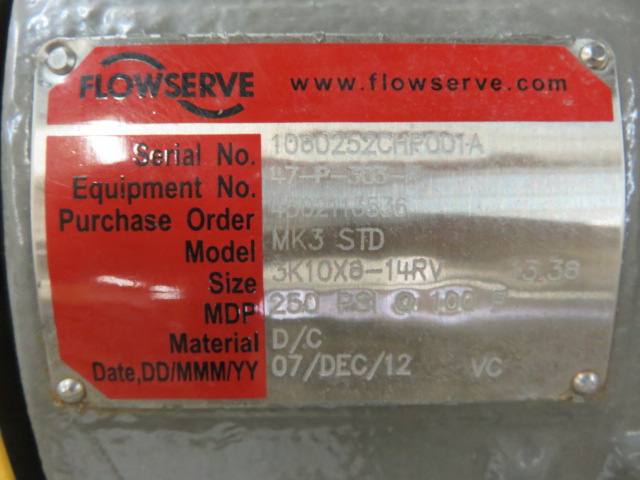 FLOWSERVE www.flowserve.com
Serial No. 1060252CHP001A
Equipment No.
Purchase Order
Model MK3 STD
Size 3K10X8-14RV 13.38
MDP 250 PSI @ 100 F
Material D/C
Date,DD/MMM/YY 07/DEC/12 VC